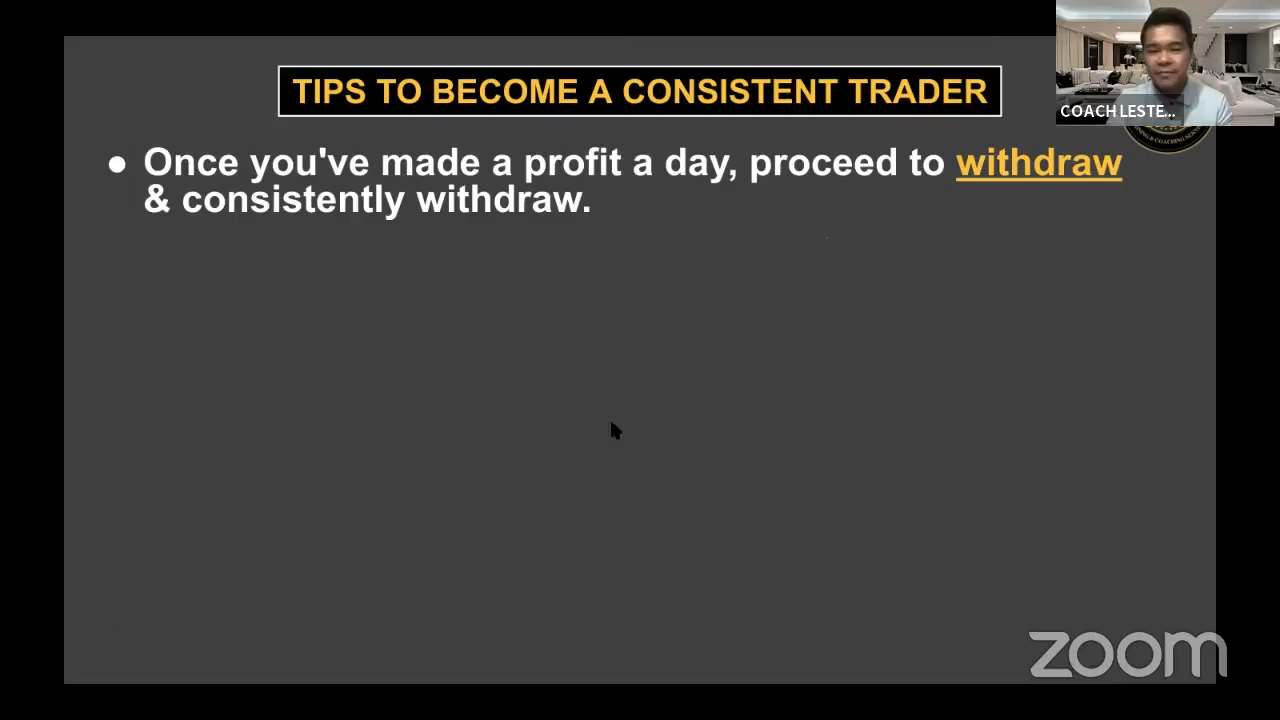 TIPS TO BECOME A CONSISTENT TRADER
COACH LESTE...
● Once you've made a profit a day, proceed to withdraw
& consistently withdraw.
zoom